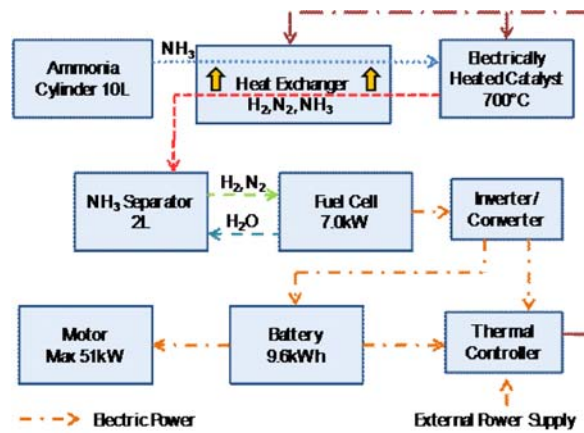 NH3
Ammonia
Cylinder 10L
Heat Exchanger
H2,N2,NH3
Electrically
Heated Catalyst
700°C
NH3 Separator
2L
H2,N2
H2O
Fuel Cell
7.0kW
Inverter/
Converter
Motor
Max 51kW
Battery
9.6kWh
Thermal
Controller
Electric Power
External Power Supply